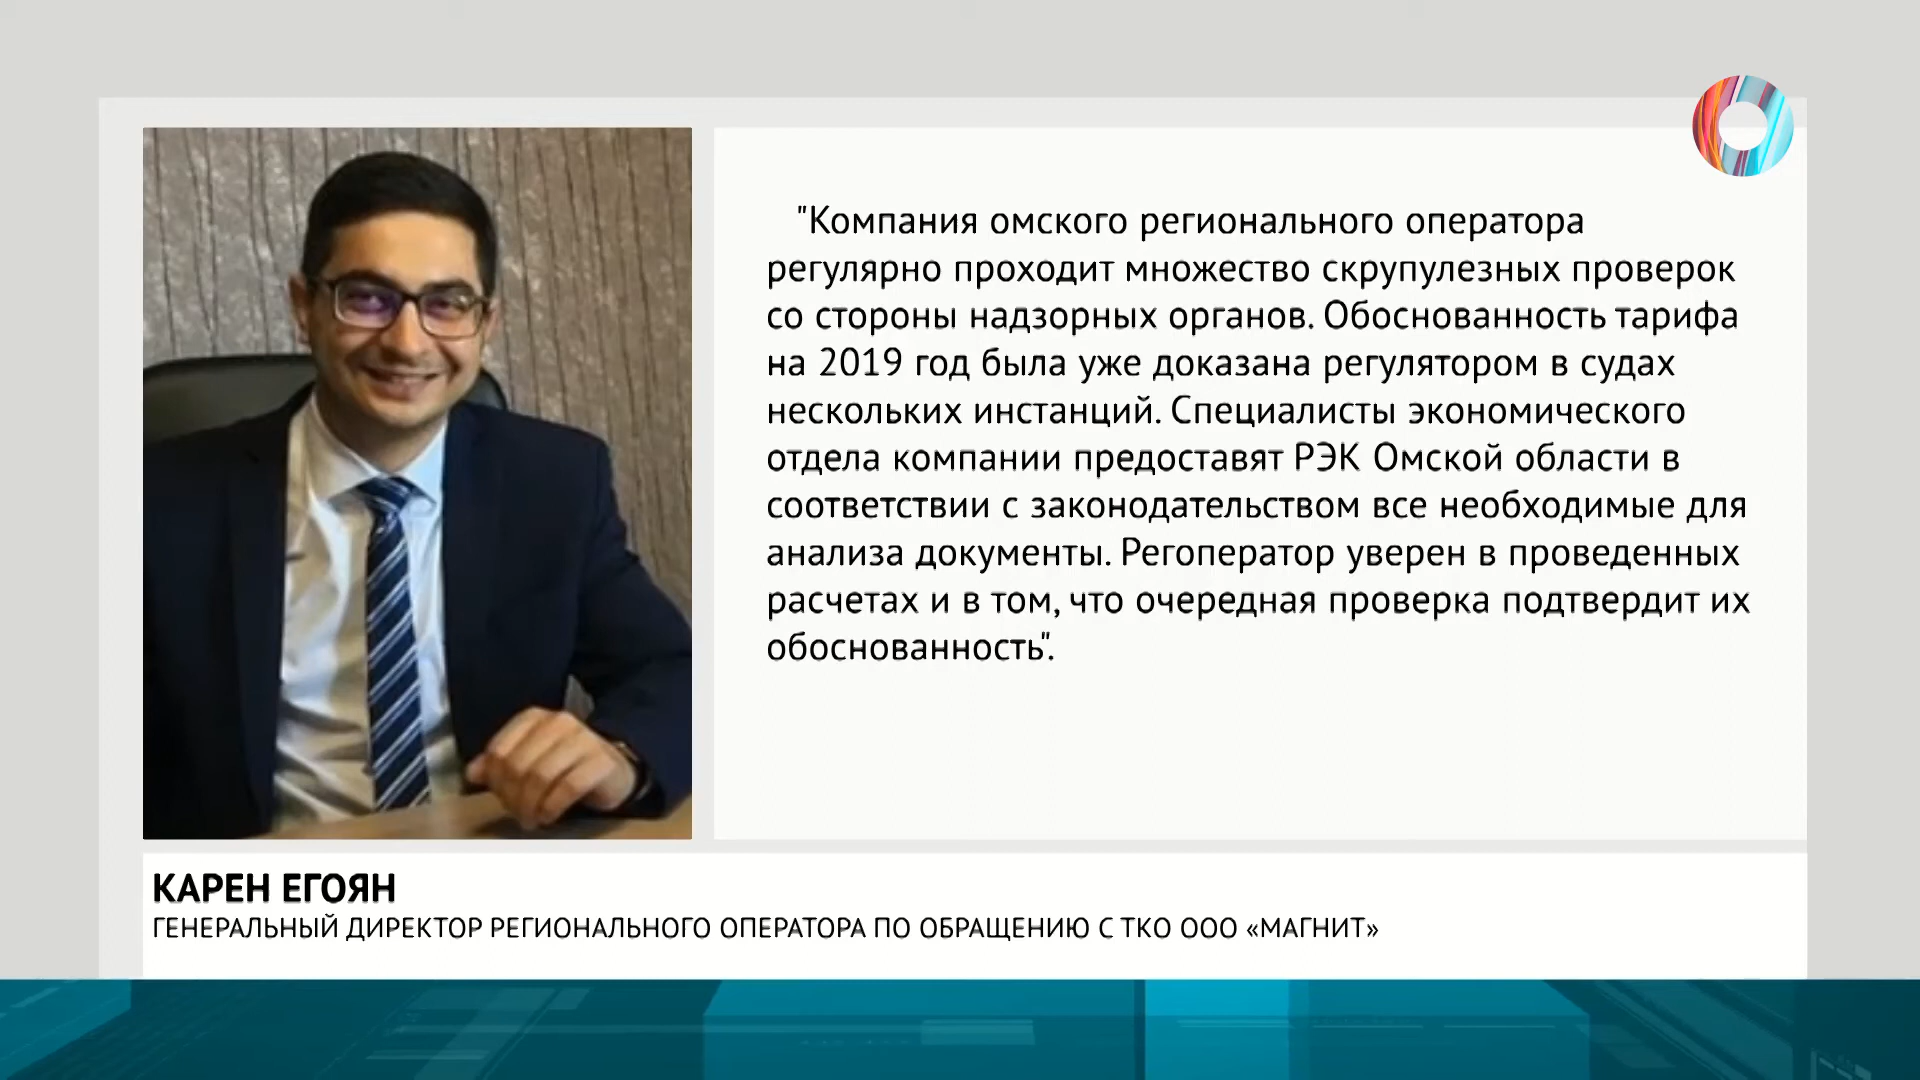 "Компания омского регионального оператора
регулярно проходит множество скрупулезных проверок
со стороны надзорных органов. Обоснованность тарифа
на 2019 год была уже доказана регулятором в судах
нескольких инстанций. Специалисты экономического
отдела компании предоставят РЭК Омской области в
соответствии с законодательством все необходимые для
анализа документы. Регоператор уверен в проведенных
расчетах и в том, что очередная проверка подтвердит их
обоснованность".
КАРЕН ЕГОЯН
ГЕНЕРАЛЬНЫЙ ДИРЕКТОР РЕГИОНАЛЬНОГО ОПЕРАТОРА ПО ОБРАЩЕНИЮ С ТКО ООО «МАГНИТ»